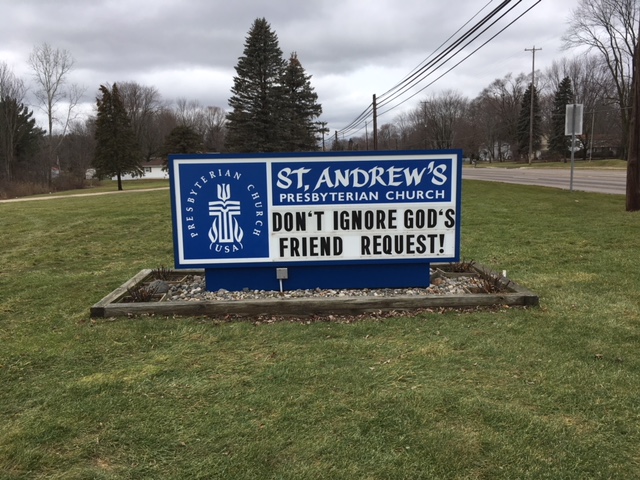 PRESBYTERIAN CHURCH
(USA)
ST. ANDREW'S
PRESBYTERIAN CHURCH
DON'T IGNORE GOD'S
FRIEND REQUEST!